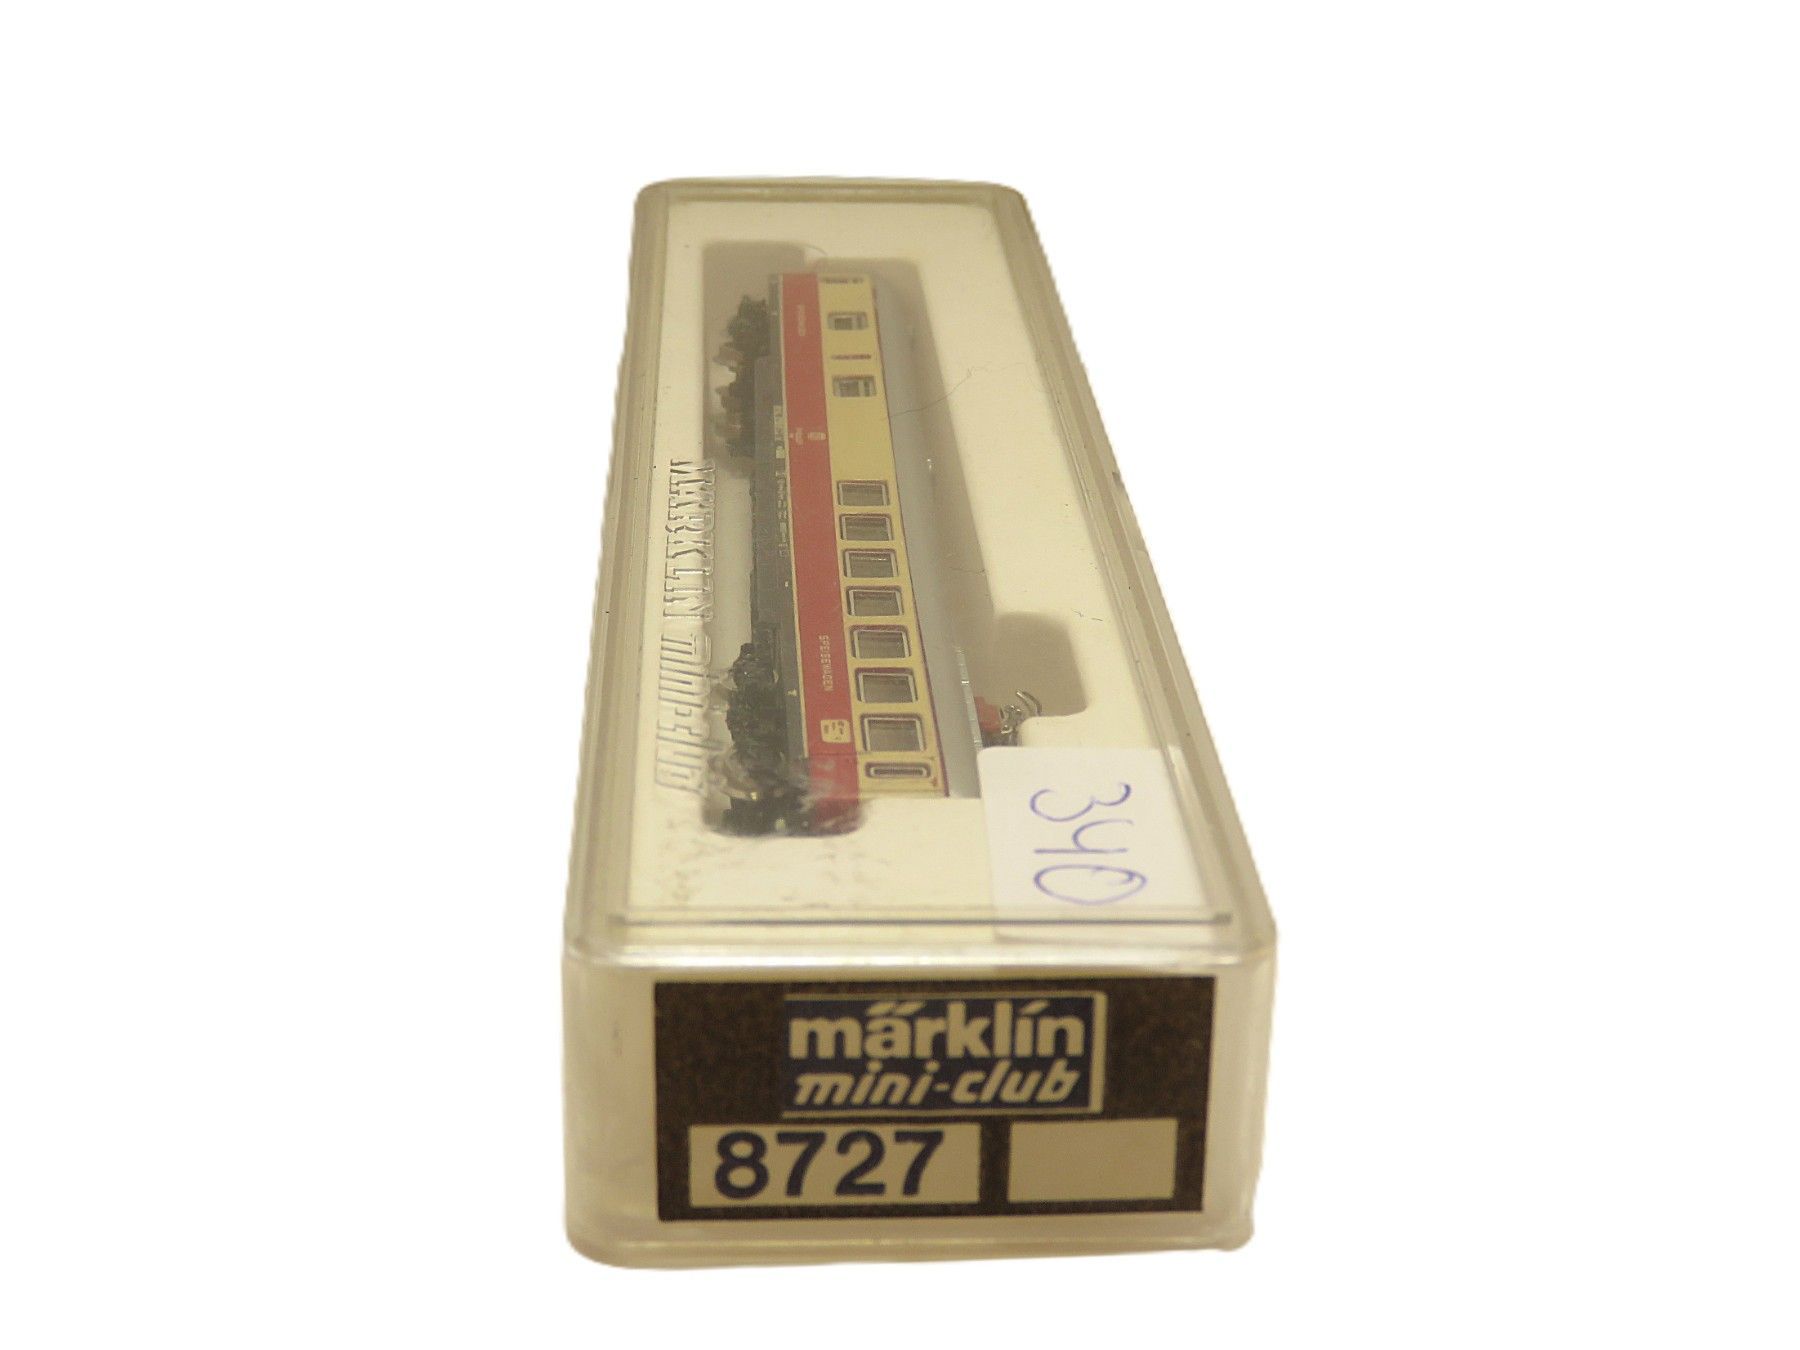 MÄRKLIN mini-club
SPEISEWAGEN
340
märklin
mini-club
8727